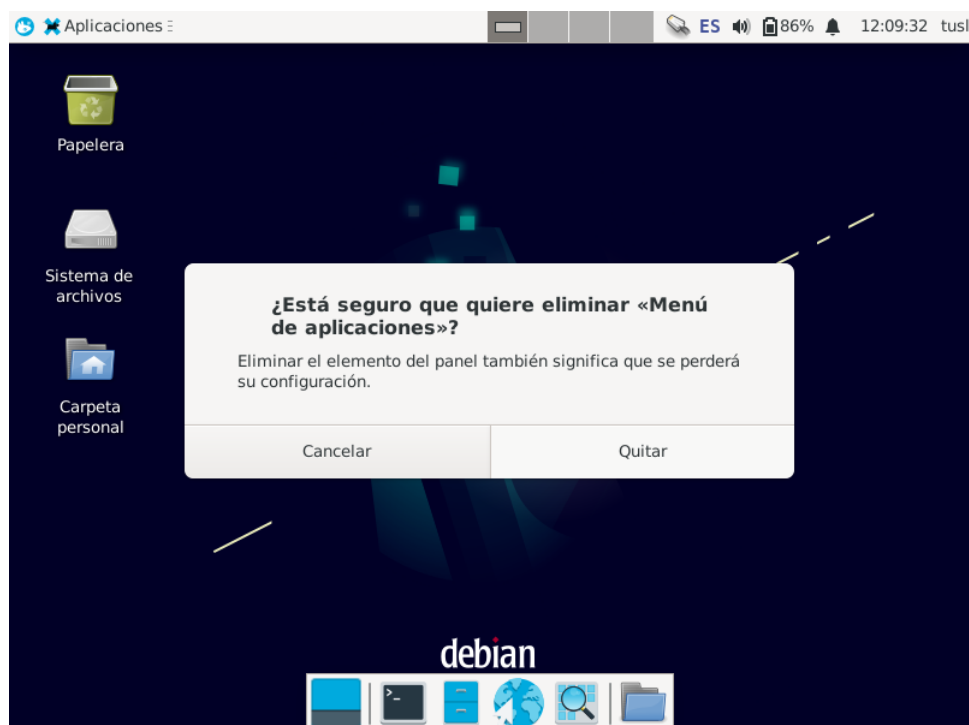 Aplicaciones
ES 86% 12:09:32 tusl
Papelera
Sistema de
archivos
¿Está seguro que quiere eliminar «Menú
de aplicaciones»?
Eliminar el elemento del panel también significa que se perderá
su configuración.
Cancelar Quitar
Carpeta
personal
debian